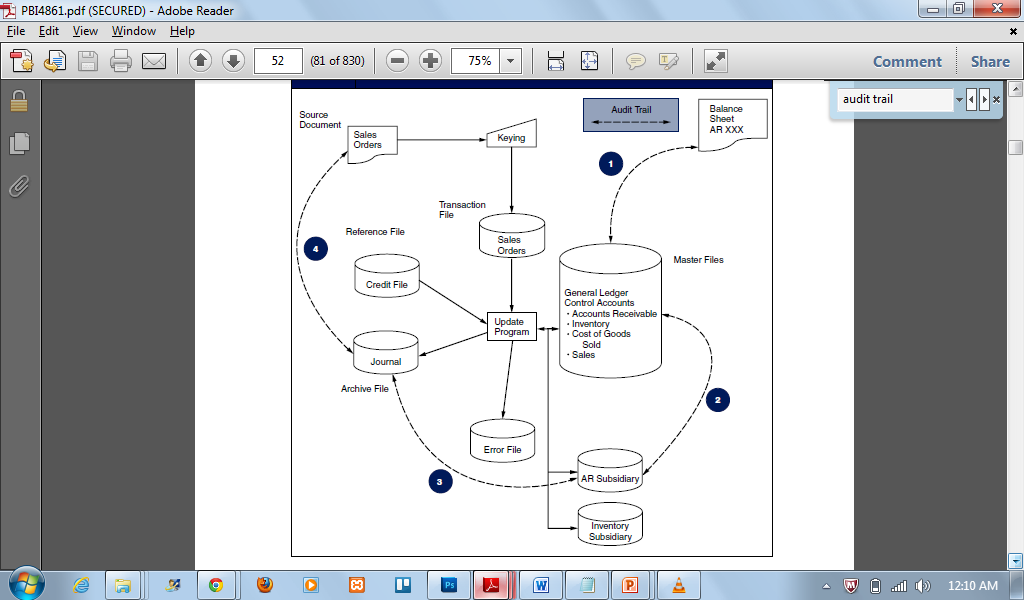 PBI4861.pdf (SECURED) - Adobe Reader
File Edit View Window Help
52 (81 of 830) 75% Comment Share
audit trail
Source
Document
Sales
Orders
Keying
Audit Trail
Balance
Sheet
AR XXX
1
Transaction
File
Sales
Orders
Reference File
4
Credit File
Master Files
General Ledger
Control Accounts
· Accounts Receivable
· Inventory
· Cost of Goods
Sold
· Sales
Update
Program
Journal
Archive File
2
Error File
3
AR Subsidiary
Inventory
Subsidiary
12:10 AM